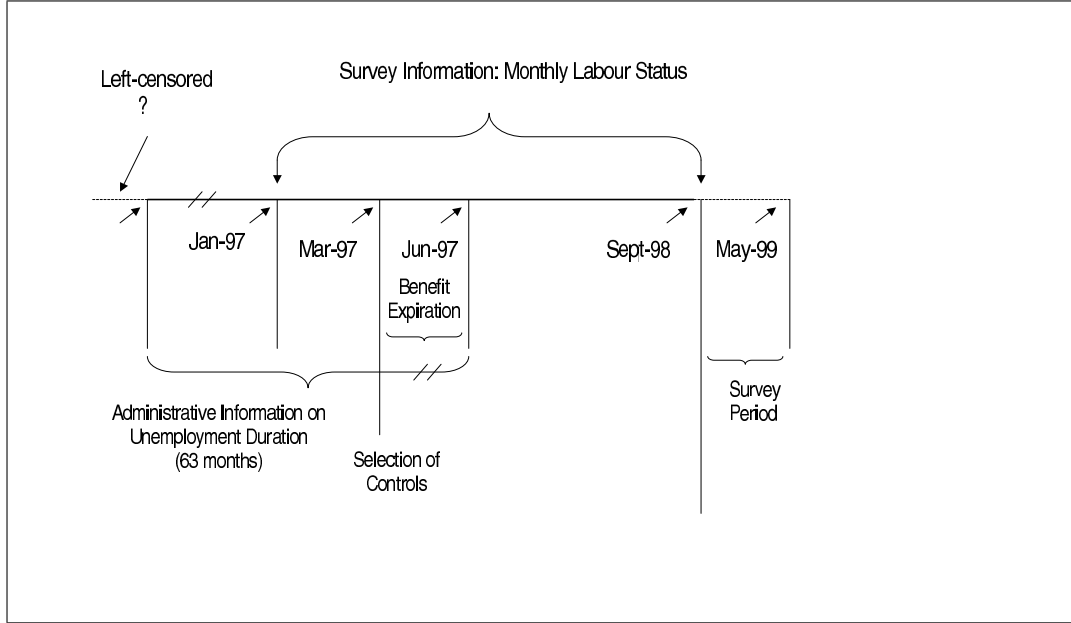 Left-censored
?
Survey Information: Monthly Labour Status
Jan-97
Mar-97
Jun-97
Sept-98
May-99
Benefit
Expiration
Administrative Information on
Unemployment Duration
(63 months)
Selection of
Controls
Survey
Period